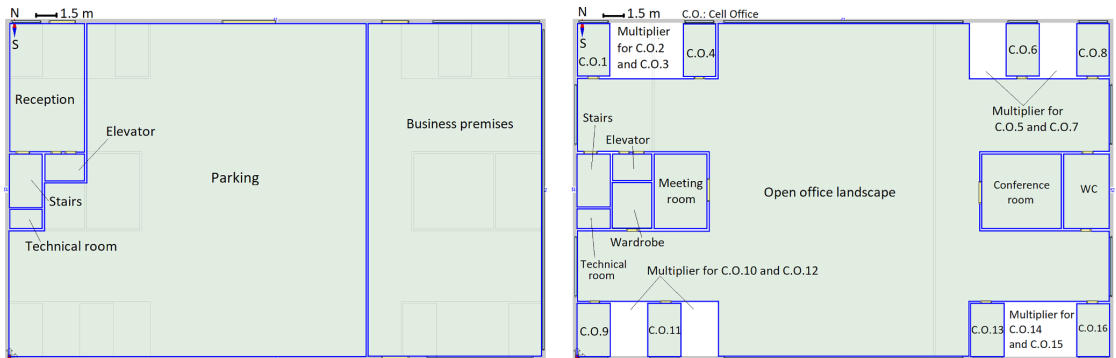 N
1.5 m
S
Reception
Elevator
Parking
Business premises
Stairs
Technical room
N
1.5 m
C.O.: Cell Office
S
C.O.1
Multiplier
for C.O.2
and C.O.3
C.O.4
C.O.6
C.O.8
Multiplier for
C.O.5 and C.O.7
Stairs
Elevator
Meeting
room
Open office landscape
Conference
room
WC
Wardrobe
Technical
room
Multiplier for C.O.10 and C.O.12
C.O.9
C.O.11
C.O.13
Multiplier for
C.O.14
and C.O.15
C.O.16